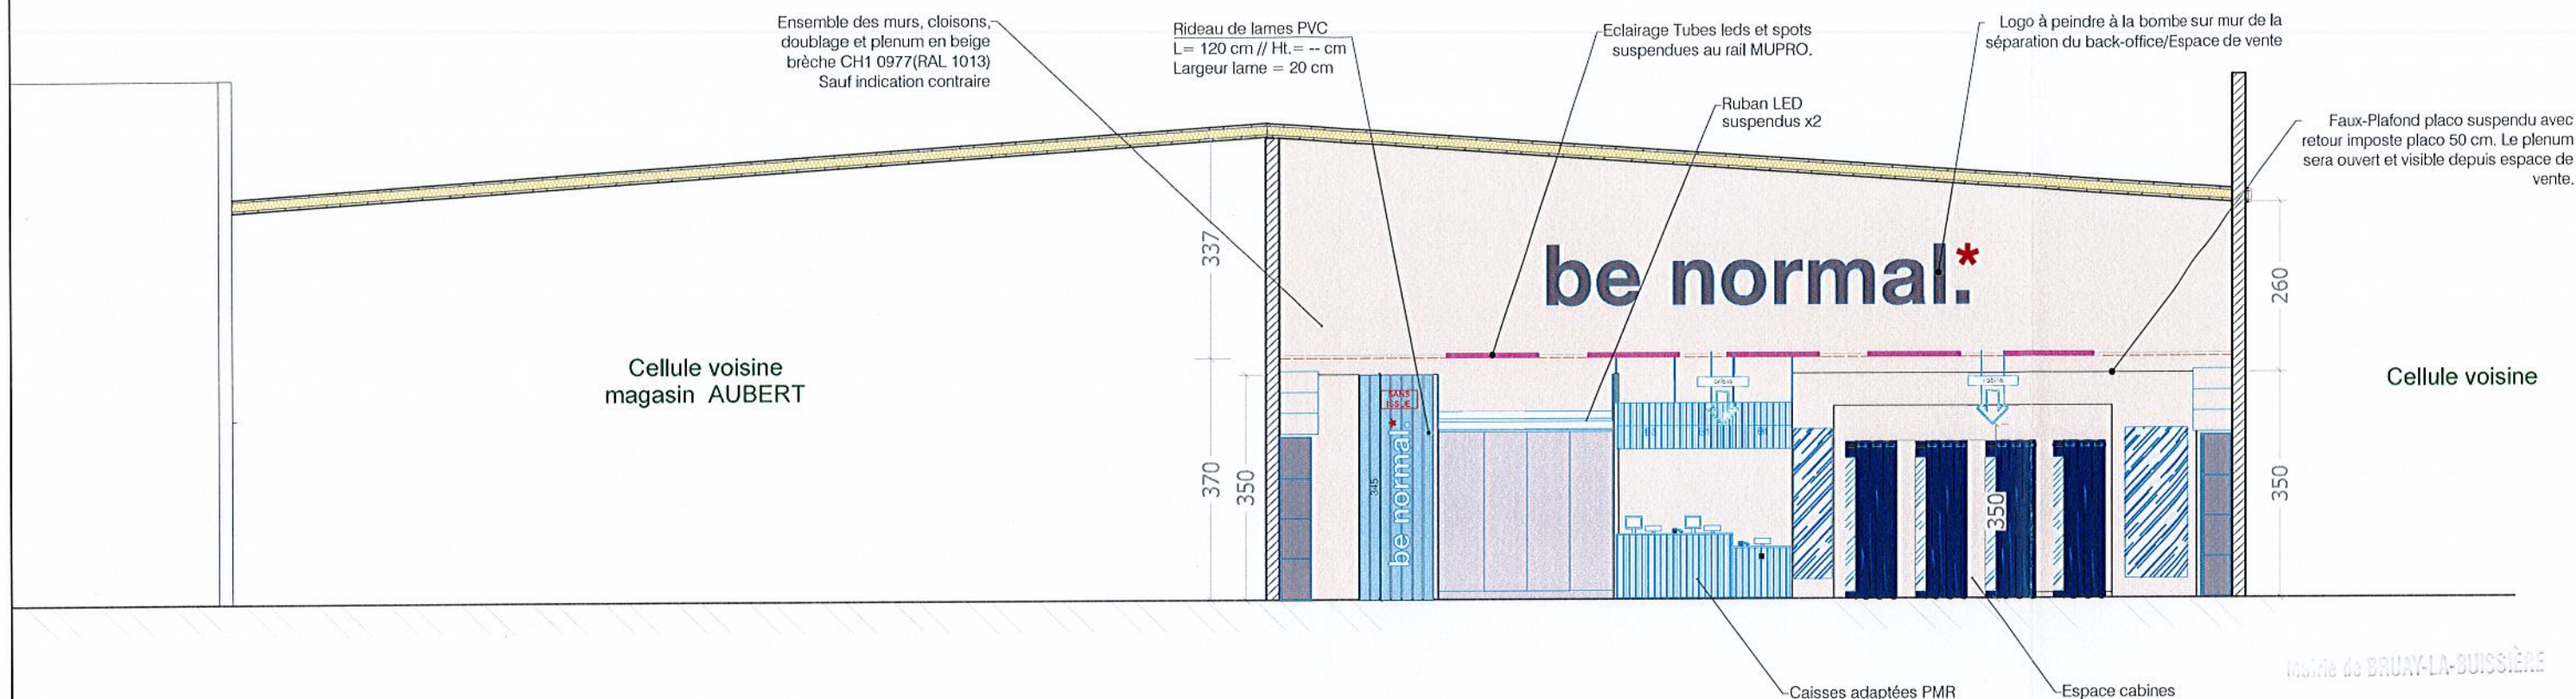 Ensemble des murs, cloisons,
doublage et plenum en beige
brèche CH1 0977(RAL 1013)
Sauf indication contraire
Rideau de lames PVC
L= 120 cm // Ht.= -- cm
Largeur lame = 20 cm
Eclairage Tubes leds et spots
suspendues au rail MUPRO.
Ruban LED
suspendus x2
Logo à peindre à la bombe sur mur de la
séparation du back-office/Espace de vente
Faux-Plafond placo suspendu avec
retour imposte placo 50 cm. Le plenum
sera ouvert et visible depuis espace de
vente.
be normal.*
337
260
Cellule voisine
magasin AUBERT
Cellule voisine
SANS
ISSUE
be normal.*
345
370
350
350
350
Caisses adaptées PMR
Espace cabines
Mairie de BRUAY-LA-BUISSIÈRE